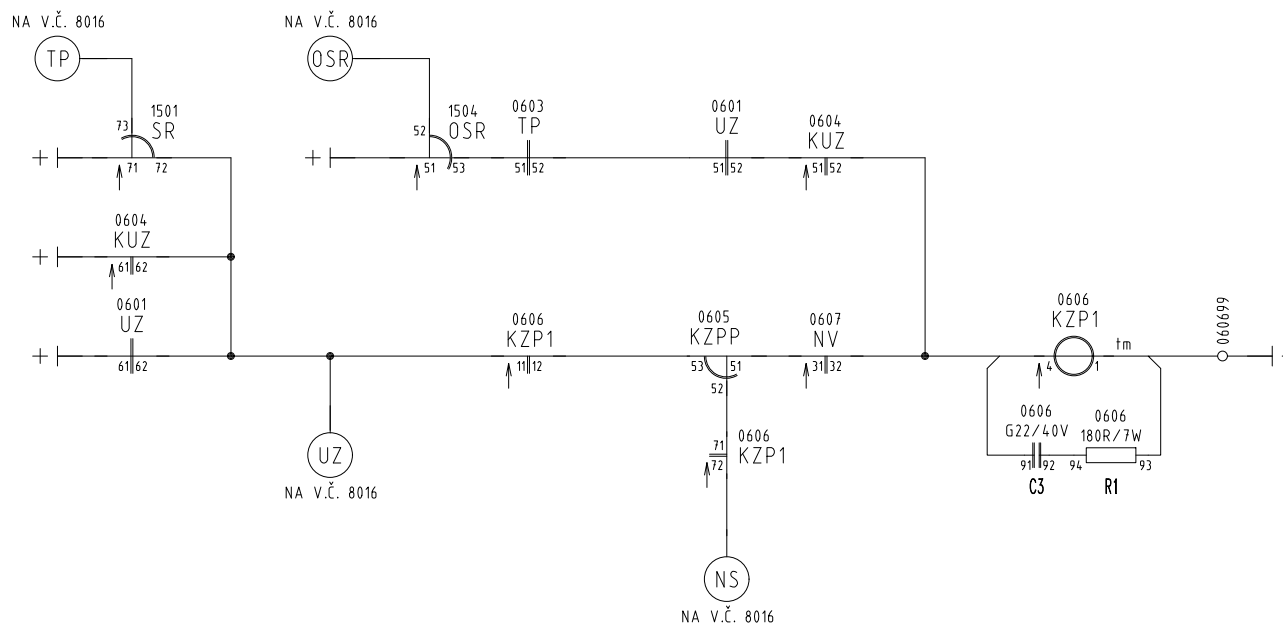 NA V.Č. 8016
NA V.Č. 8016
TP
OSR
1501
SR
73
71
72
1504
OSR
52
51
53
0603
TP
51 52
0601
UZ
51 52
0604
KUZ
51 52
+
+
0604
KUZ
61 62
+
0601
UZ
61 62
+
0606
KZP1
11 12
0605
KZPP
53
51
52
0607
NV
31 32
0606
KZP1
4
1
tm
060699
-
UZ
NA V.Č. 8016
71
72
0606
KZP1
0606
G22/40V
91 92
C3
0606
180R/7W
94
93
R1
NS
NA V.Č. 8016